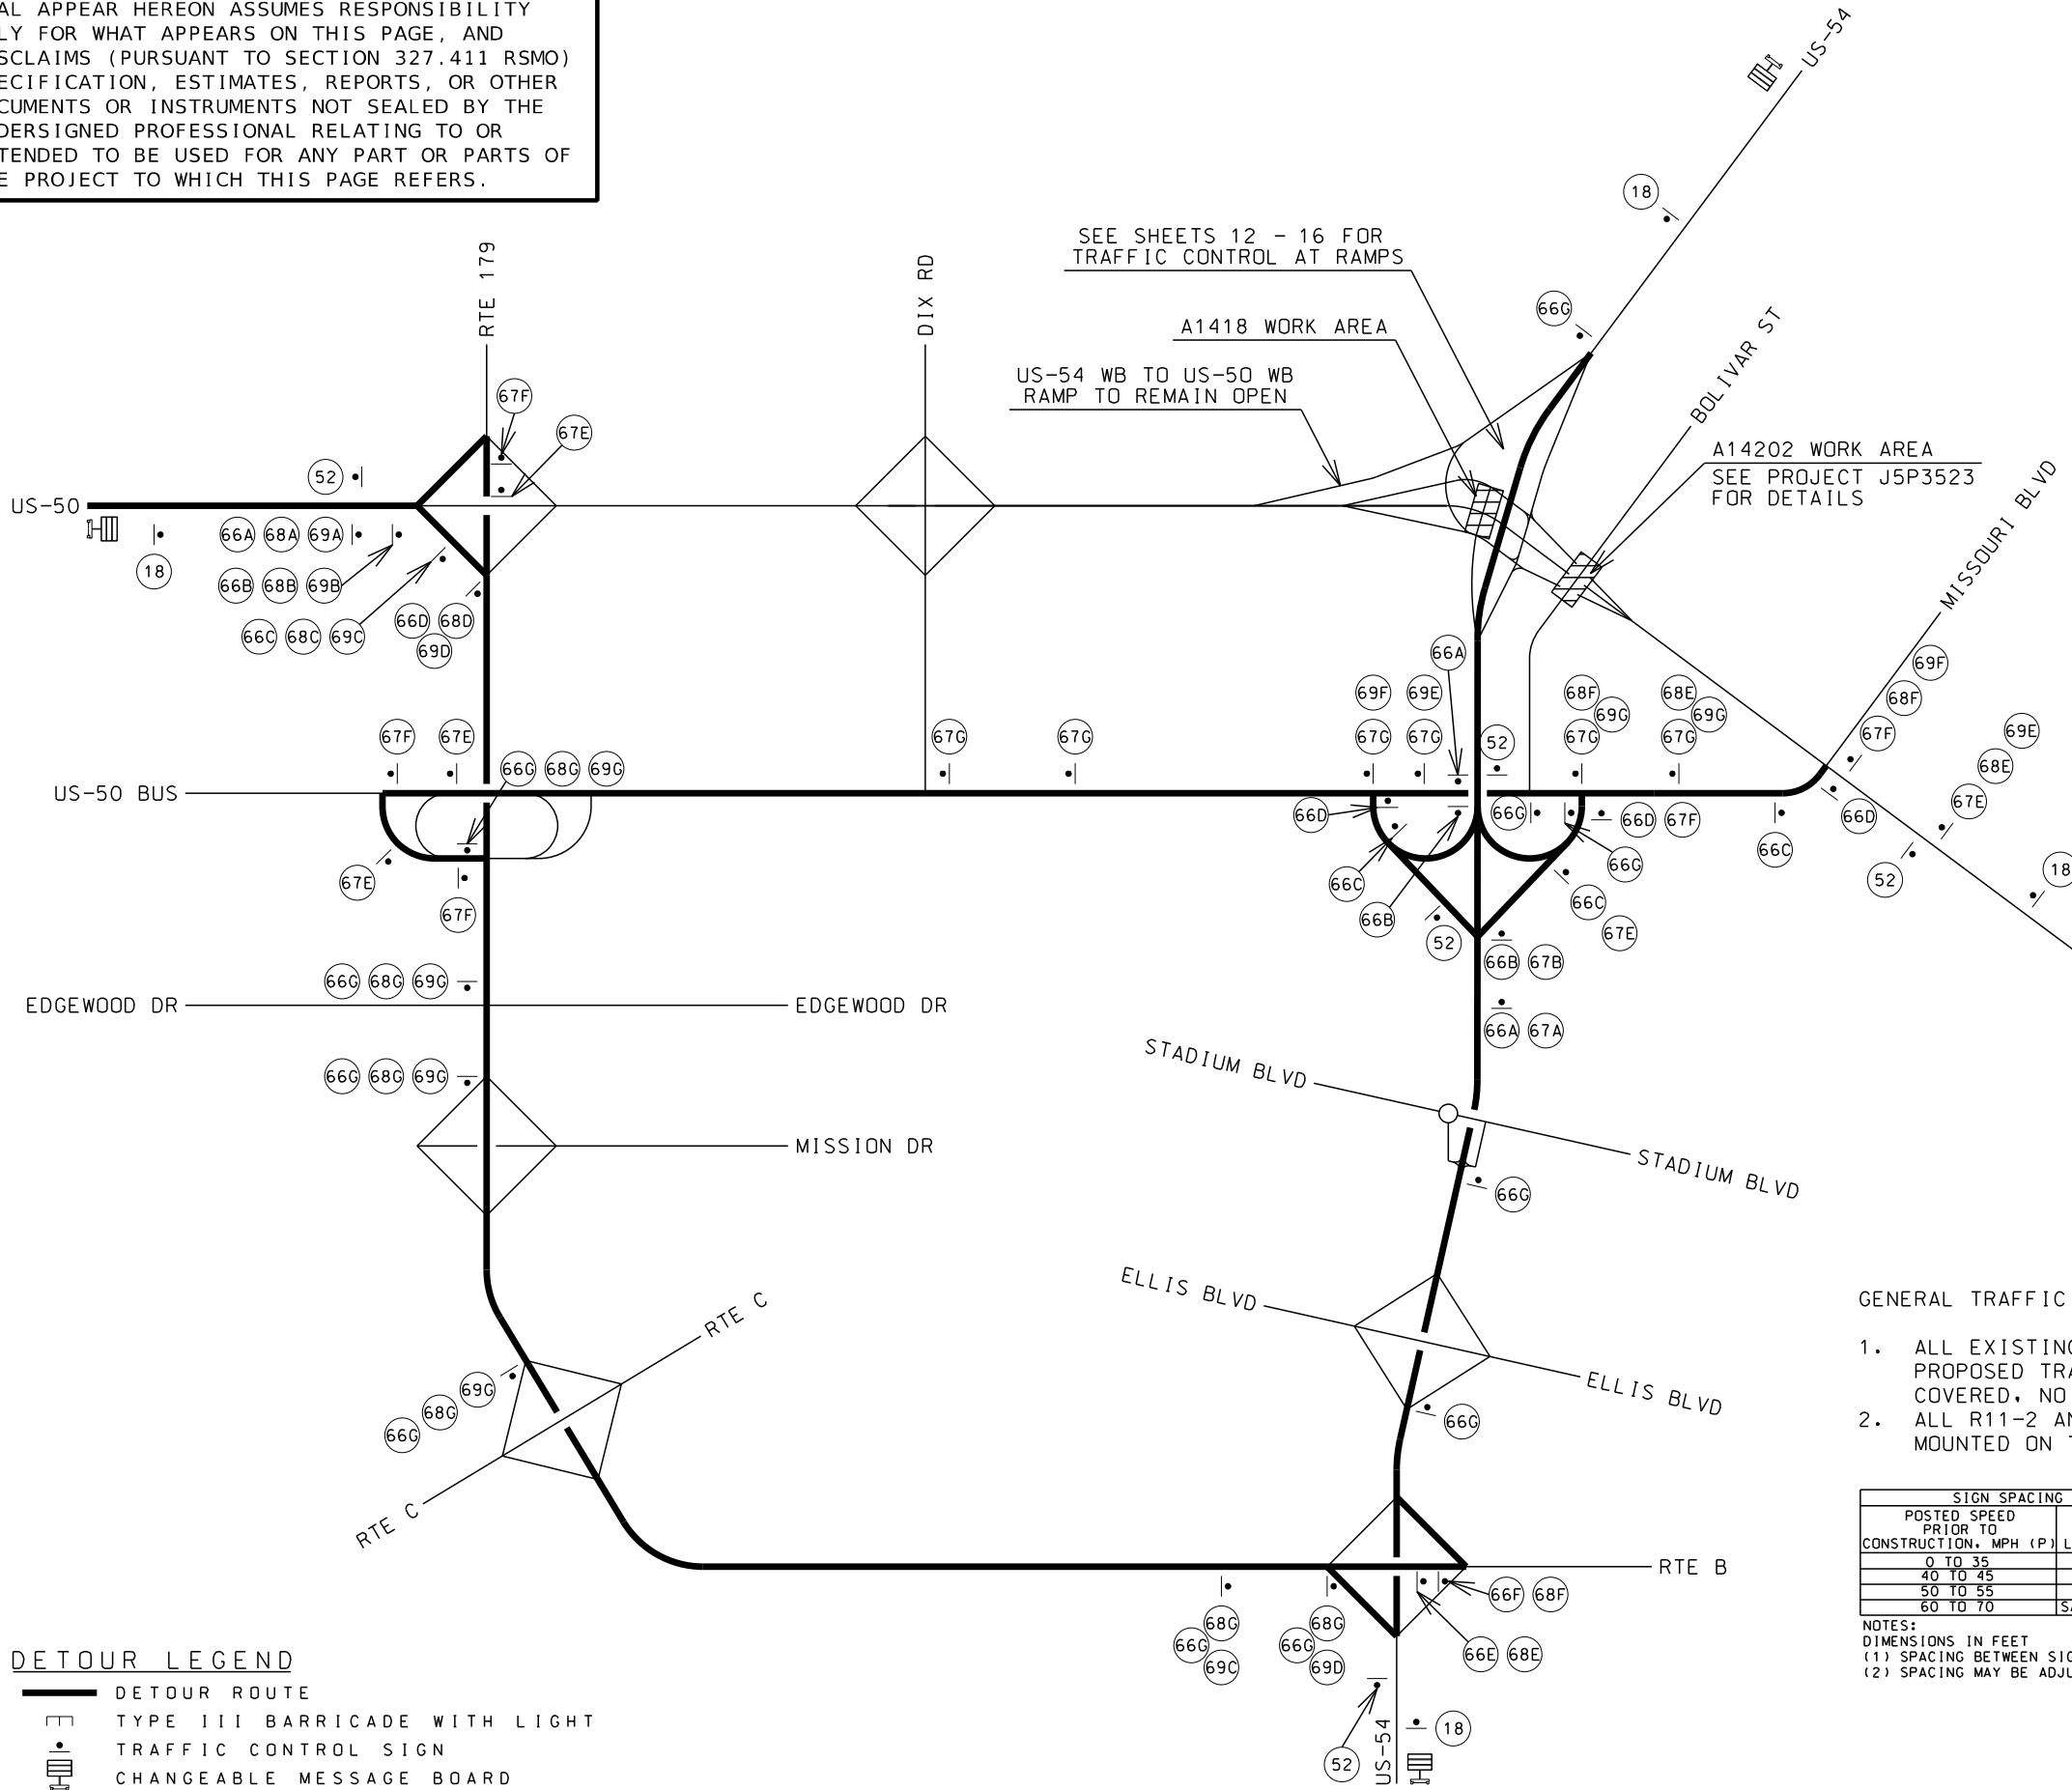 AL APPEAR HEREON ASSUMES RESPONSIBILITY
LY FOR WHAT APPEARS ON THIS PAGE, AND
SCLAIMS (PURSUANT TO SECTION 327.411 RSMO)
ECIFICATION, ESTIMATES, REPORTS, OR OTHER
CUMENTS OR INSTRUMENTS NOT SEALED BY THE
DERSIGNED PROFESSIONAL RELATING TO OR
TENDED TO BE USED FOR ANY PART OR PARTS OF
E PROJECT TO WHICH THIS PAGE REFERS.
US-54
18
SEE SHEETS 12 - 16 FOR
TRAFFIC CONTROL AT RAMPS
RTE 179
DIX RD
66G
A1418 WORK AREA
US-54 WB TO US-50 WB
RAMP TO REMAIN OPEN
BOLIVAR ST
67F
67E
A14202 WORK AREA
SEE PROJECT J5P3523
FOR DETAILS
MISSOURI BLVD
52
US-50
66A 68A 69A
18
66B 68B 69B
66C 68C 69C
66D 68D
69D
66A
69F 69E
68F
69G
68E
69G
69F
68F
67F
67F 67E
67G
67G
67G 67G
52
67G
67G
69E
68E
67E
66G 68G 69G
US-50 BUS
66D
66G
66D 67F
66D
66C
66G
67E
66C
52
18
67F
66B
66C
67E
52
66B 67B
66G 68G 69G
EDGEWOOD DR
EDGEWOOD DR
66A 67A
STADIUM BLVD
66G 68G 69G
MISSION DR
STADIUM BLVD
66G
ELLIS BLVD
RTE C
ELLIS BLVD
66G 68G 69G
66G
RTE C
GENERAL TRAFFIC
1. ALL EXISTING
PROPOSED TRA
COVERED, NO
2. ALL R11-2 AN
MOUNTED ON T
SIGN SPACING
POSTED SPEED
PRIOR TO
CONSTRUCTION, MPH (P) L
0 TO 35
40 TO 45
50 TO 55
60 TO 70 SA
NOTES:
DIMENSIONS IN FEET
(1) SPACING BETWEEN SIG
(2) SPACING MAY BE ADJU
RTE B
66F 68F
68G
66G
69C
68G
66G
69D
66E 68E
52
US-54
18
DETOUR LEGEND
DETOUR ROUTE
TYPE III BARRICADE WITH LIGHT
TRAFFIC CONTROL SIGN
CHANGEABLE MESSAGE BOARD